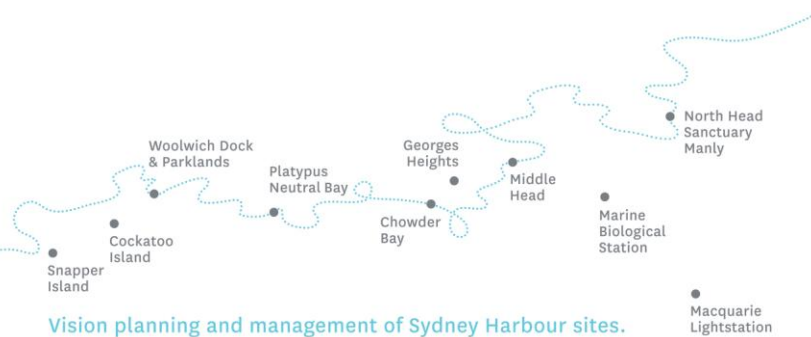 North Head
Sanctuary
Manly
Woolwich Dock
& Parklands
Georges
Heights
Platypus
Neutral Bay
Middle
Head
Marine
Biological
Station
Chowder
Bay
Cockatoo
Island
Snapper
Island
Macquarie
Lightstation
Vision planning and management of Sydney Harbour sites.